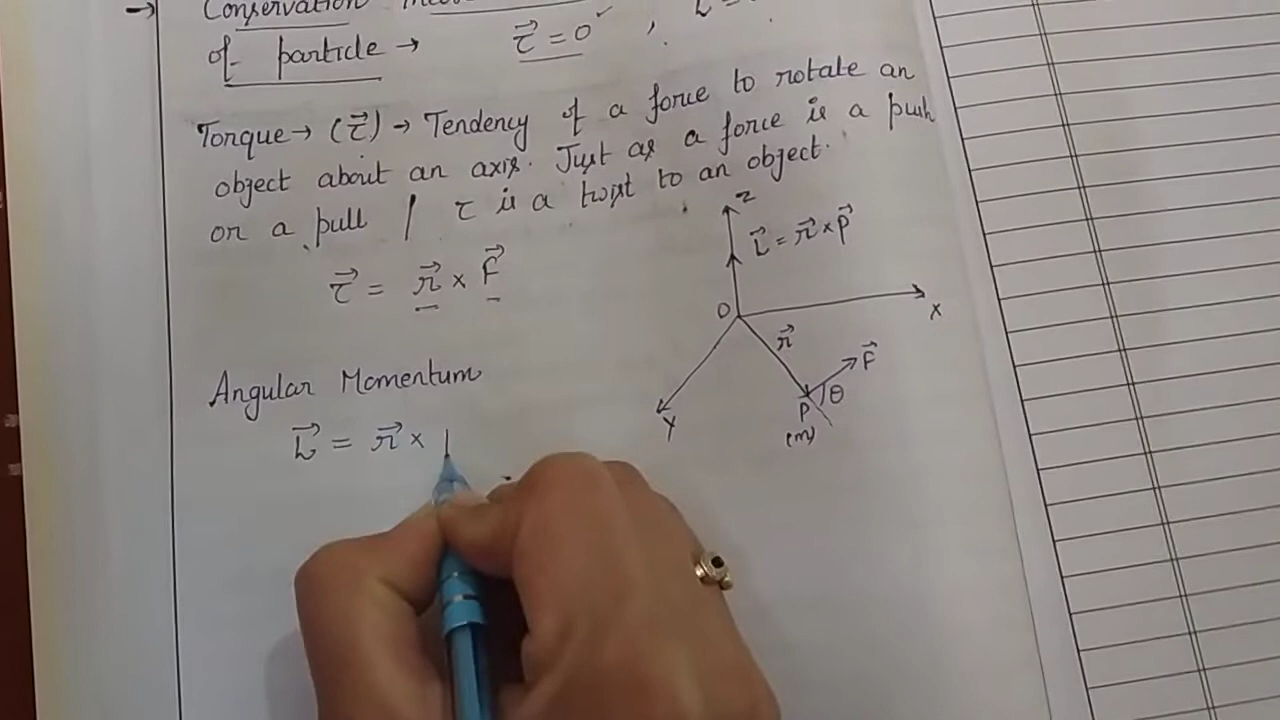 → Conservation
of particle → τ⃗ = 0 ,
Torque → (τ⃗) → Tendency of a force to rotate an
object about an axis. Just as a force is a push
or a pull / τ is a twist to an object.
τ⃗ = r⃗ × F⃗
Z
L⃗ = r⃗ × P⃗
O
X
r⃗
F⃗
θ
P
(m)
Y
Angular Momentum
L⃗ = r⃗ ×